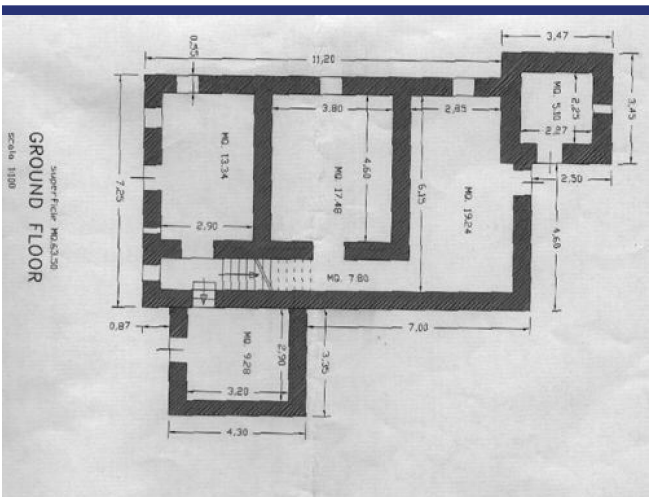 3,47
0,55
11,20
3,45
MQ. 5.10
2,25
2,27
3,80
2,85
MQ. 13.34
4,60
MQ. 17.48
6,15
MQ. 19.24
2,50
4,60
7,25
2,90
MQ. 7.80
0,87
7,00
MQ. 9.28
2,90
3,35
3,20
4,30
superficie MQ.63.50
GROUND FLOOR
scala 1:100